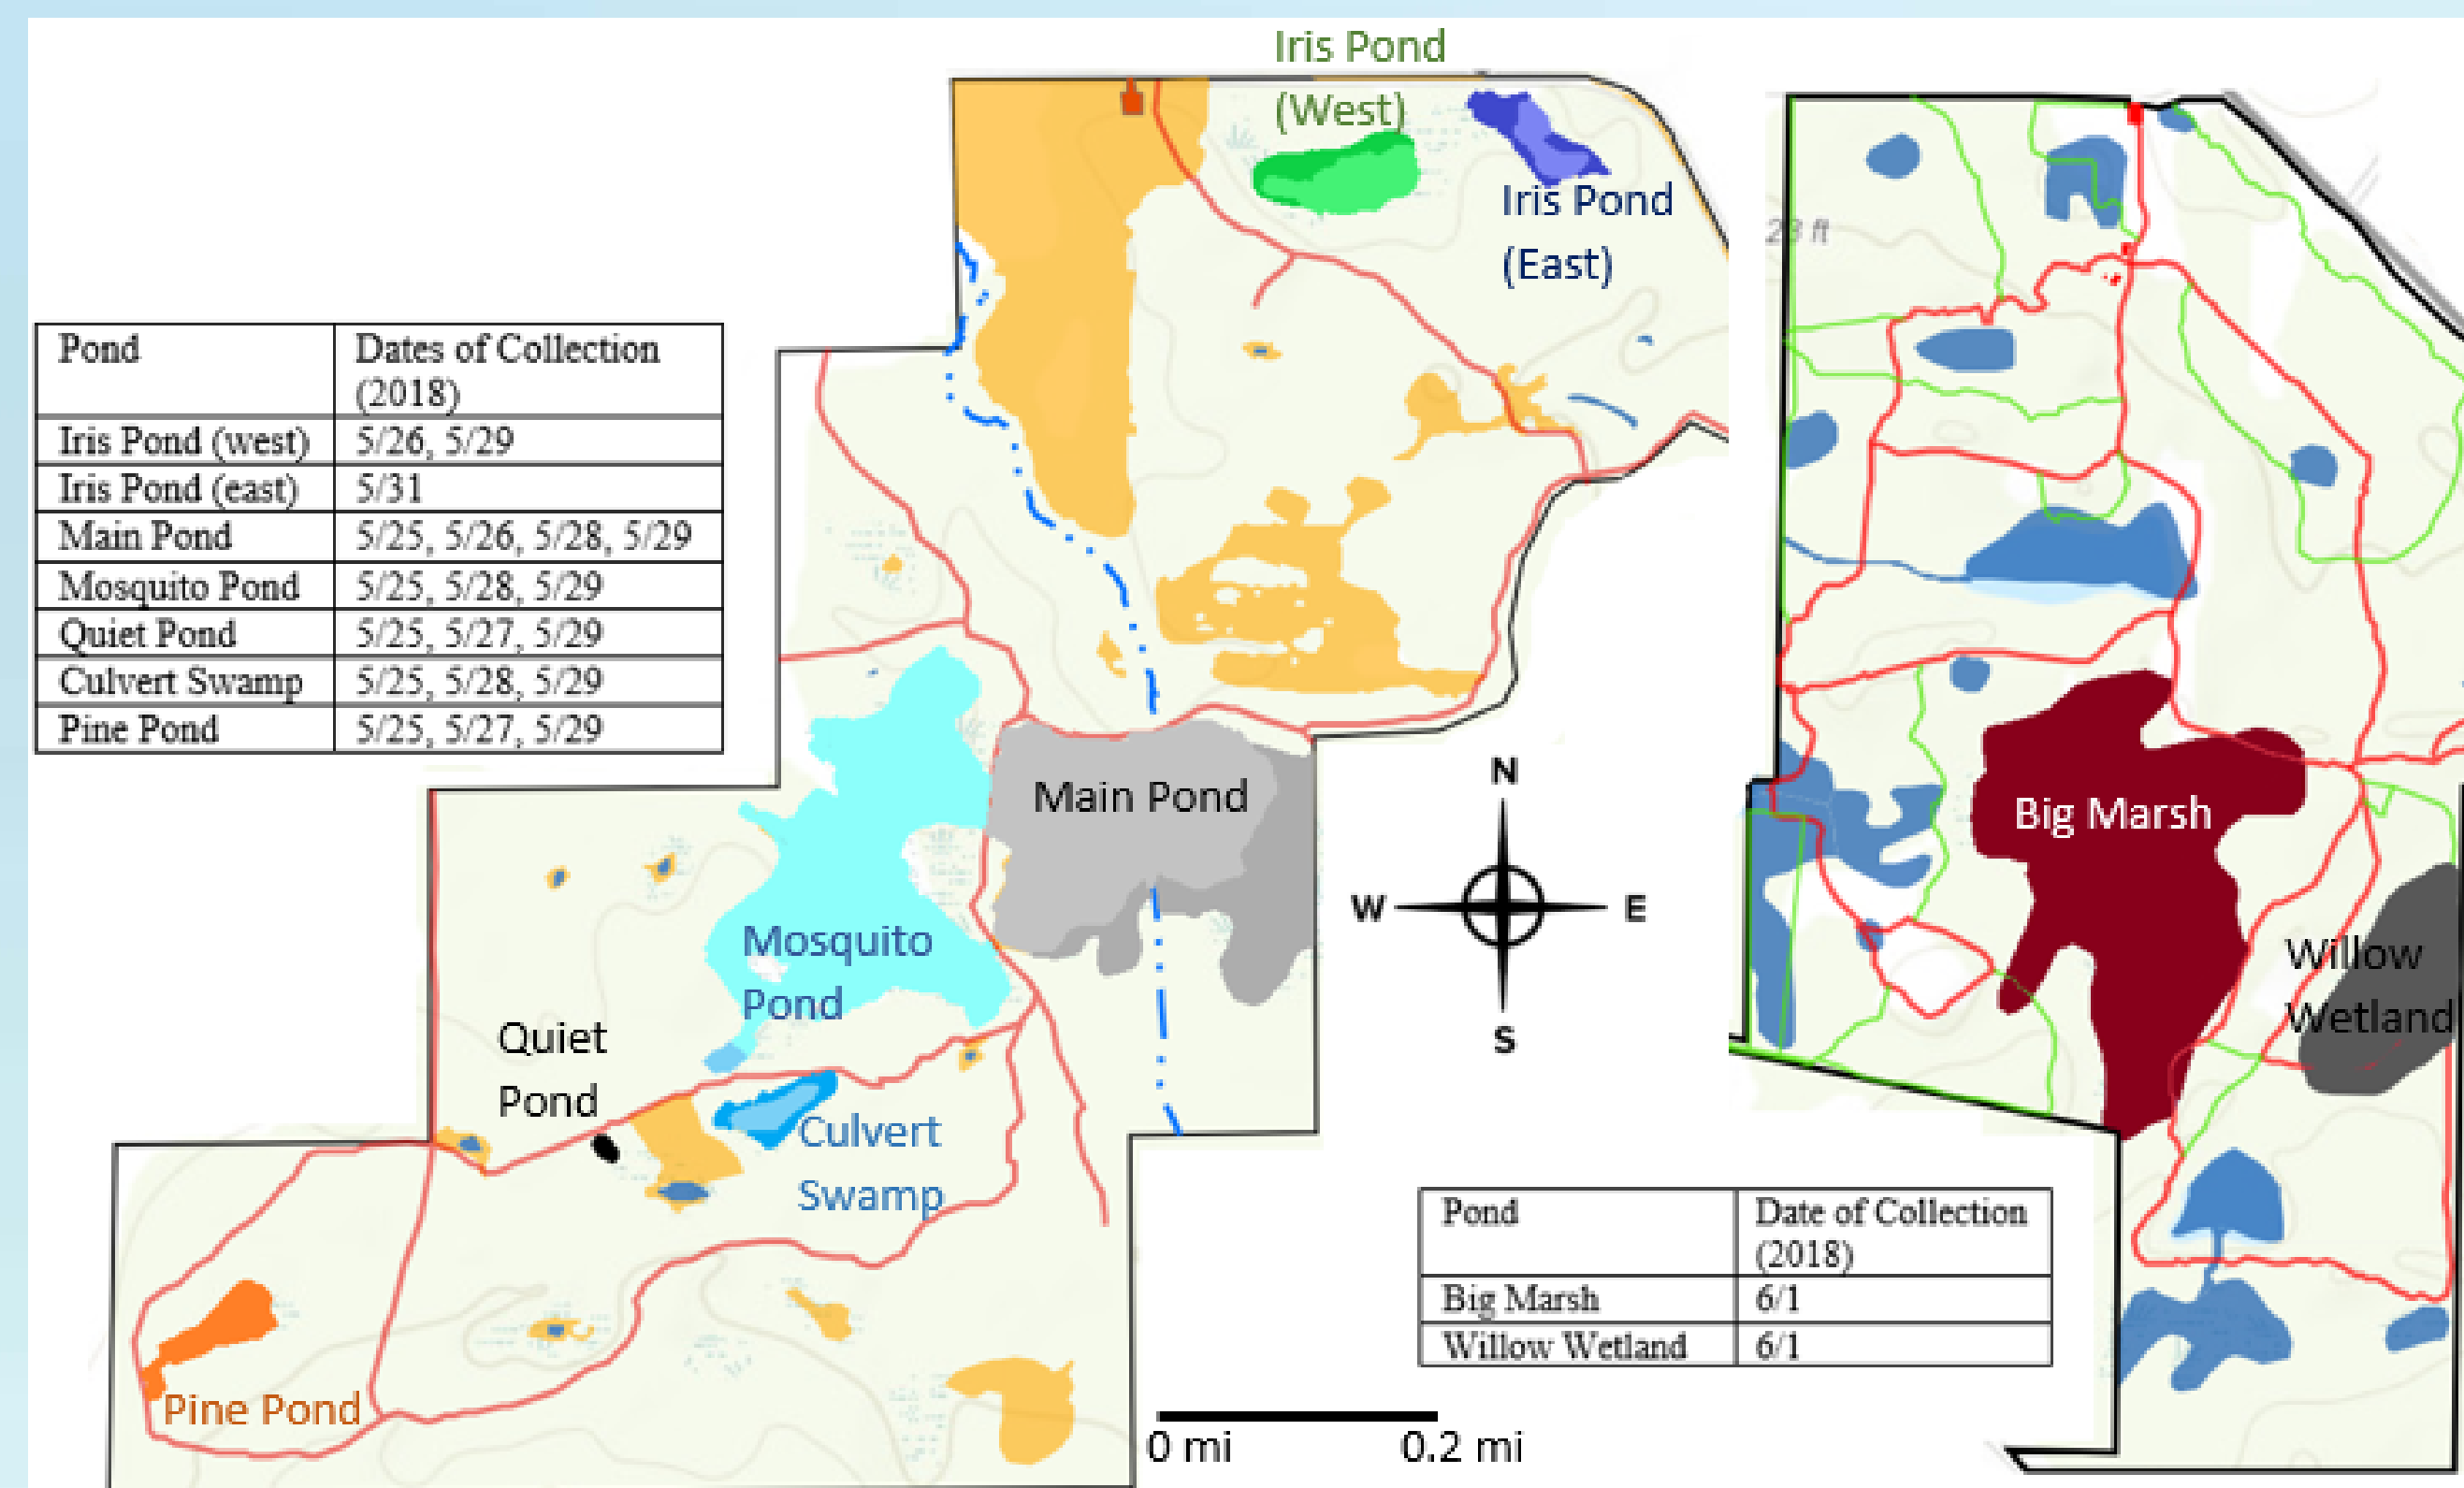 Iris Pond
(West)
Iris Pond
(East)
Pond Dates of Collection
(2018)
Iris Pond (west) 5/26, 5/29
Iris Pond (east) 5/31
Main Pond 5/25, 5/26, 5/28, 5/29
Mosquito Pond 5/25, 5/28, 5/29
Quiet Pond 5/25, 5/27, 5/29
Culvert Swamp 5/25, 5/28, 5/29
Pine Pond 5/25, 5/27, 5/29
Main Pond
Mosquito
Pond
Quiet
Pond
Culvert
Swamp
Pine Pond
N
W E
S
0 mi 0.2 mi
Big Marsh
Willow
Wetland
Pond Date of Collection
(2018)
Big Marsh 6/1
Willow Wetland 6/1